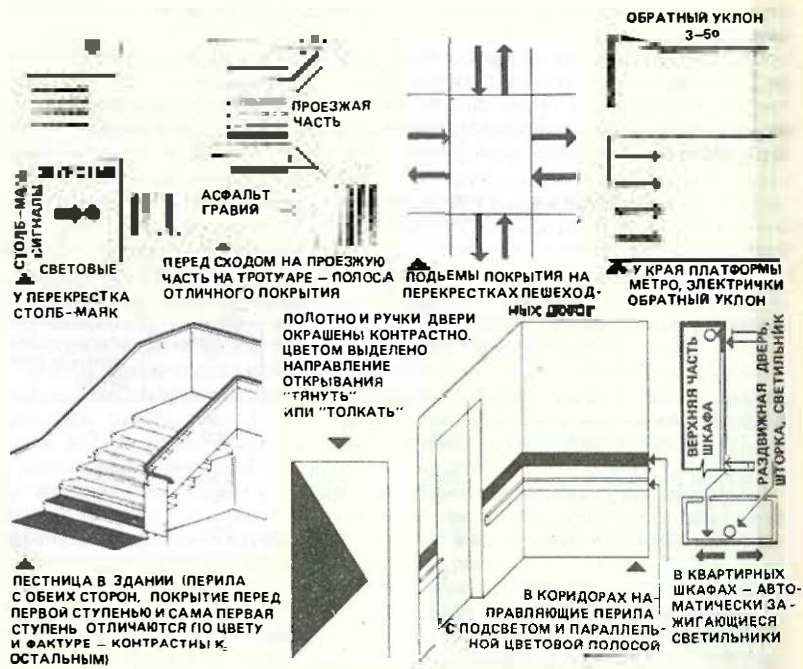 ОБРАТНЫЙ УКЛОН
3–5º
ПРОЕЗЖАЯ
ЧАСТЬ
АСФАЛЬТ
ГРАВИЯ
СТОЛБ–МАЯК
СИГНАЛЫ
СВЕТОВЫЕ
У ПЕРЕКРЕСТКА
СТОЛБ–МАЯК
ПЕРЕД СХОДОМ НА ПРОЕЗЖУЮ
ЧАСТЬ НА ТРОТУАРЕ – ПОЛОСА
ОТЛИЧНОГО ПОКРЫТИЯ
ПОДЬЕМЫ ПОКРЫТИЯ НА
ПЕРЕКРЕСТКАХ ПЕШЕХОД-
НЫХ ДОРОГ
У КРАЯ ПЛАТФОРМЫ
МЕТРО, ЭЛЕКТРИЧКИ
ОБРАТНЫЙ УКЛОН
ПОЛОТНО И РУЧКИ ДВЕРИ
ОКРАШЕНЫ КОНТРАСТНО.
ЦВЕТОМ ВЫДЕЛЕНО
НАПРАВЛЕНИЕ
ОТКРЫВАНИЯ
"ТЯНУТЬ"
ИЛИ "ТОЛКАТЬ"
ВЕРХНЯЯ ЧАСТЬ
ШКАФА
РАЗДВИЖНАЯ ДВЕРЬ,
ШТОРКА, СВЕТИЛЬНИК
ЛЕСТНИЦА В ЗДАНИИ (ПЕРИЛА
С ОБЕИХ СТОРОН, ПОКРЫТИЕ ПЕРЕД
ПЕРВОЙ СТУПЕНЬЮ И САМА ПЕРВАЯ
СТУПЕНЬ ОТЛИЧАЮТСЯ ПО ЦВЕТУ
И ФАКТУРЕ – КОНТРАСТНЫ К
ОСТАЛЬНЫМ)
В КОРИДОРАХ НА-
ПРАВЛЯЮЩИЕ ПЕРИЛА
С ПОДСВЕТОМ И ПАРАЛЛЕЛЬ-
НОЙ ЦВЕТОВОЙ ПОЛОСОЙ
В КВАРТИРНЫХ
ШКАФАХ – АВТО-
МАТИЧЕСКИ ЗА-
ЖИГАЮЩИЕСЯ
СВЕТИЛЬНИКИ